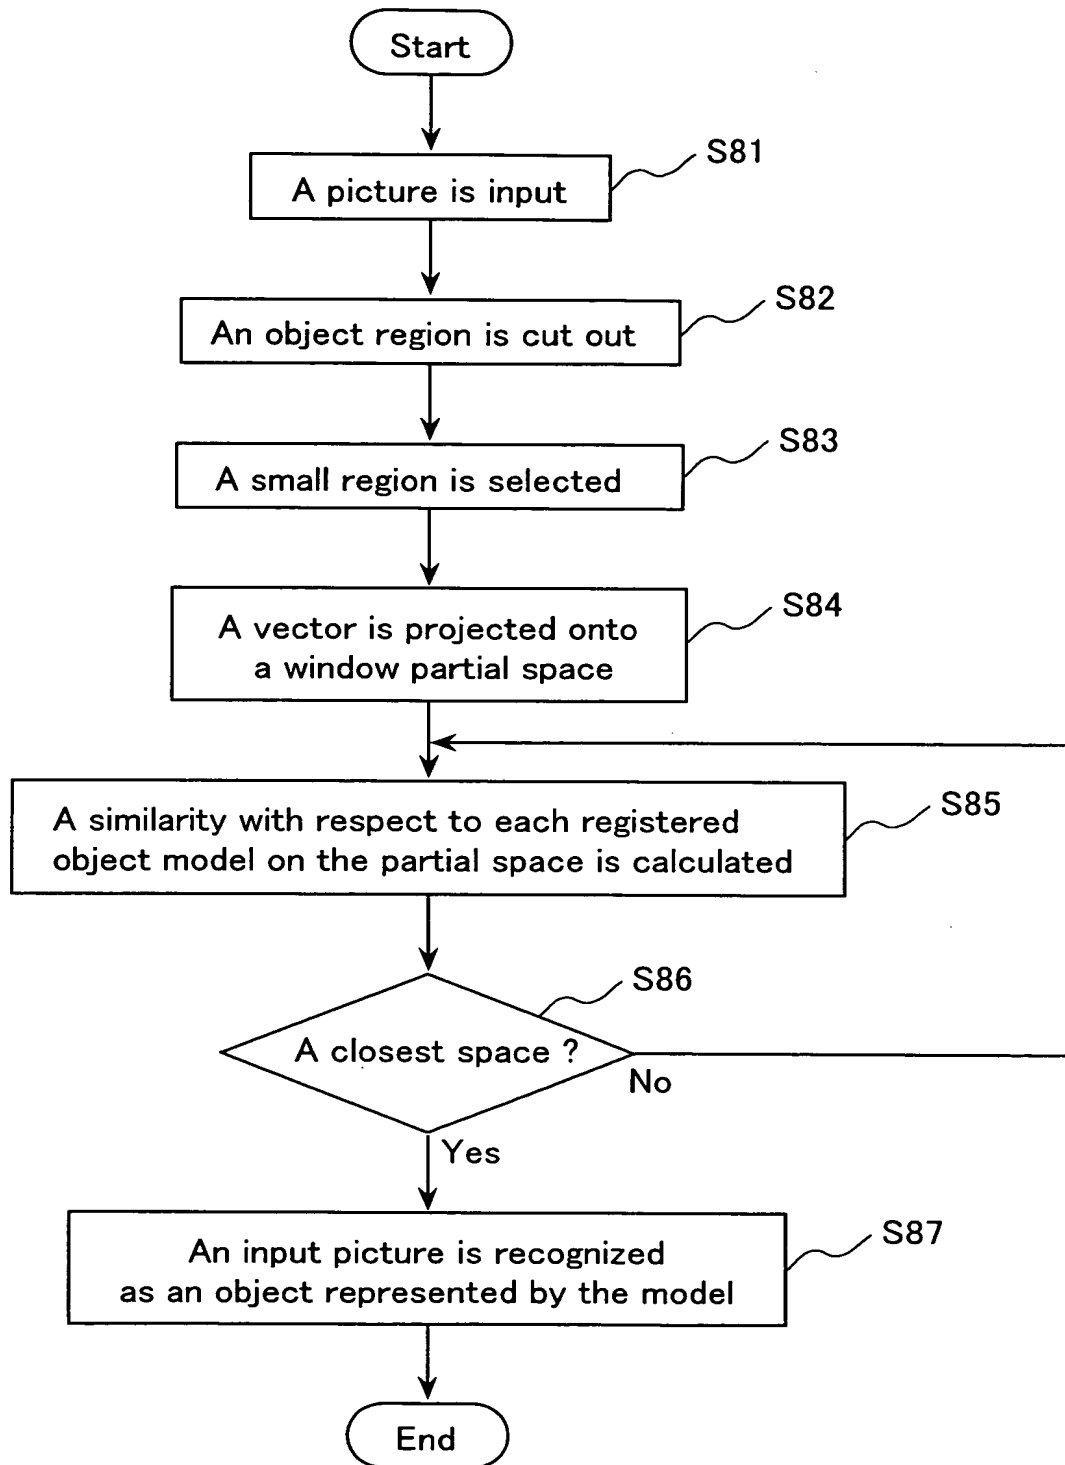 Start
S81
A picture is input
S82
An object region is cut out
S83
A small region is selected
S84
A vector is projected onto
a window partial space
S85
A similarity with respect to each registered
object model on the partial space is calculated
S86
A closest space ?
No
Yes
S87
An input picture is recognized
as an object represented by the model
End